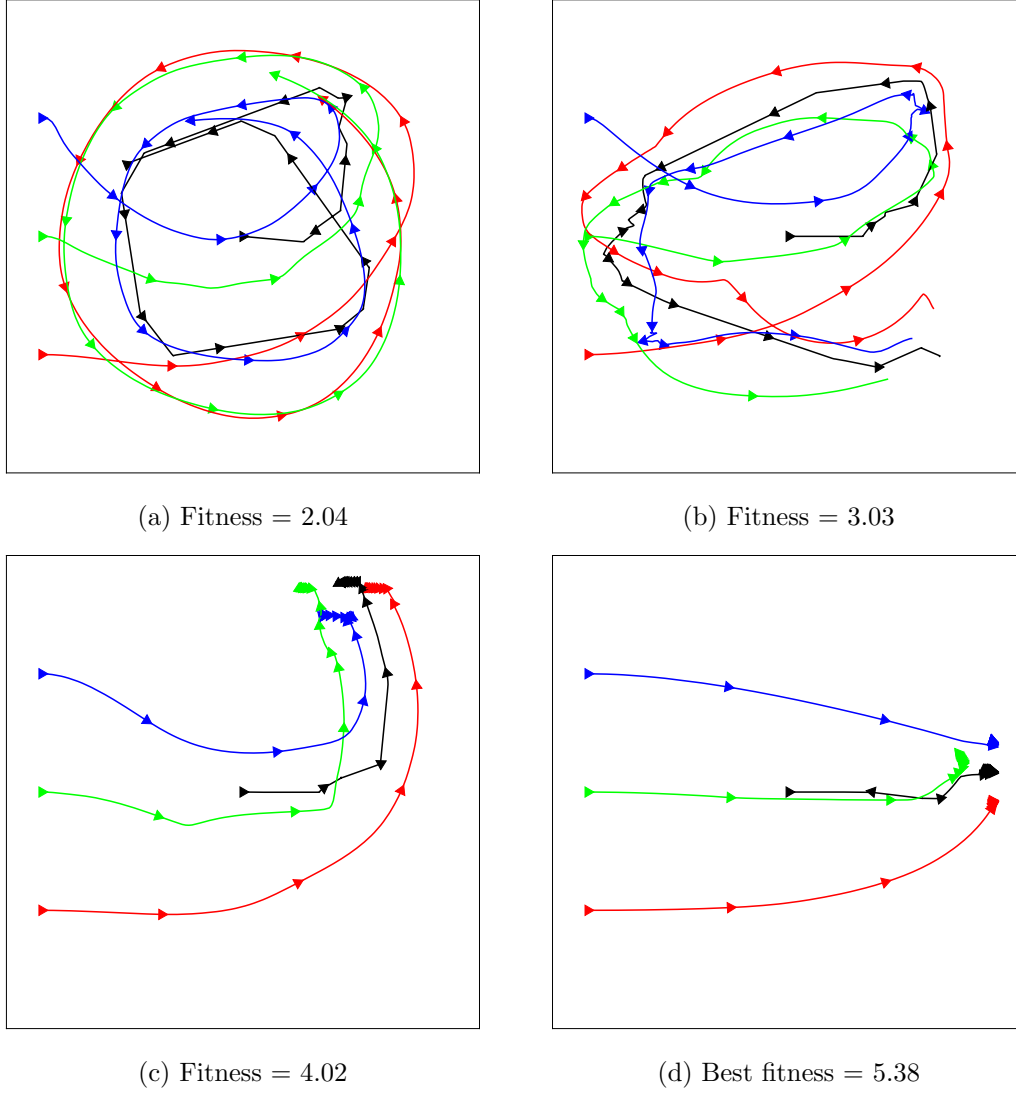 (a) Fitness = 2.04
(b) Fitness = 3.03
(c) Fitness = 4.02
(d) Best fitness = 5.38